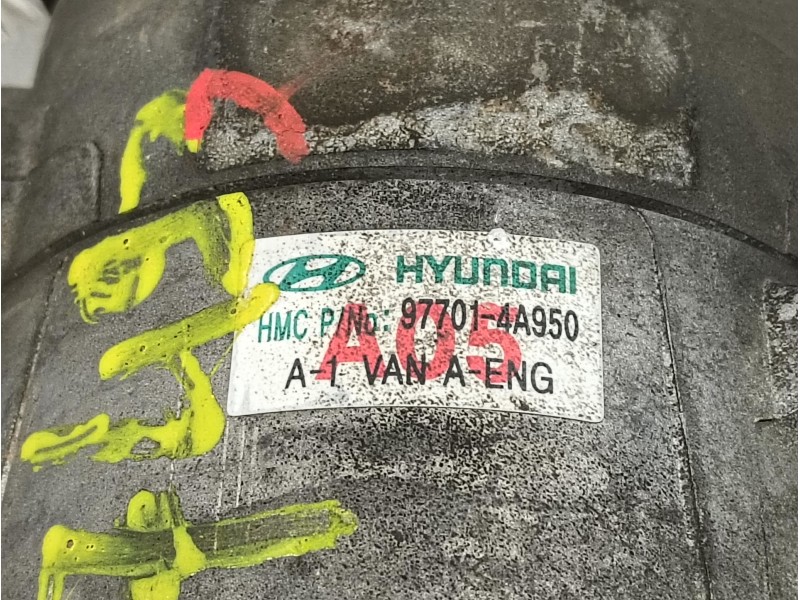 HYUNDAI
HMC P/No: 97701-4A950
A05
A-1 VAN A-ENG